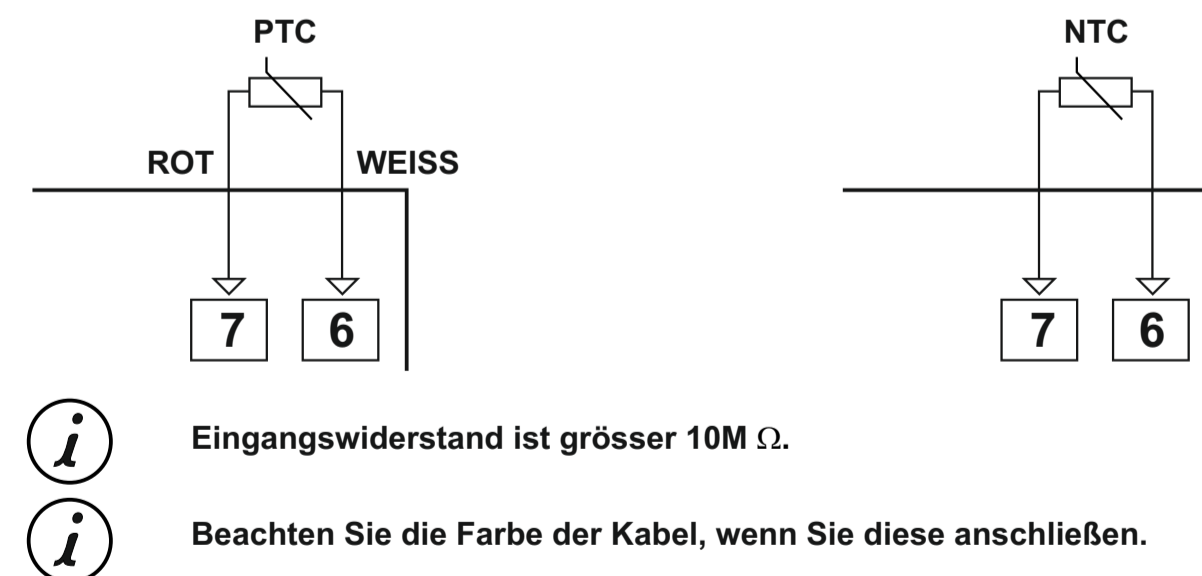 PTC
NTC
ROT WEISS
7 6
7 6
i Eingangswiderstand ist grösser 10M Ω.
i Beachten Sie die Farbe der Kabel, wenn Sie diese anschließen.